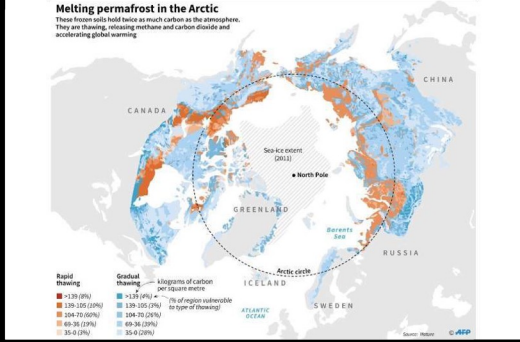 Melting permafrost in the Arctic
These frozen soils hold twice as much carbon as the atmosphere.
They are thawing, releasing methane and carbon dioxide and
accelerating global warming
CHINA
CANADA
Sea-ice extent
(2011)
North Pole
GREENLAND
Barents
Sea
RUSSIA
Arctic circle
ICELAND
SWEDEN
ATLANTIC
OCEAN
Rapid
thawing
>139 (8%)
139-105 (10%)
104-70 (60%)
69-36 (19%)
35-0 (3%)
Gradual
thawing
>139 (4%)
139-105 (3%)
104-70 (26%)
69-36 (39%)
35-0 (28%)
kilograms of carbon
per square metre
(% of region vulnerable
to type of thawing)
Source: Nature
© AFP